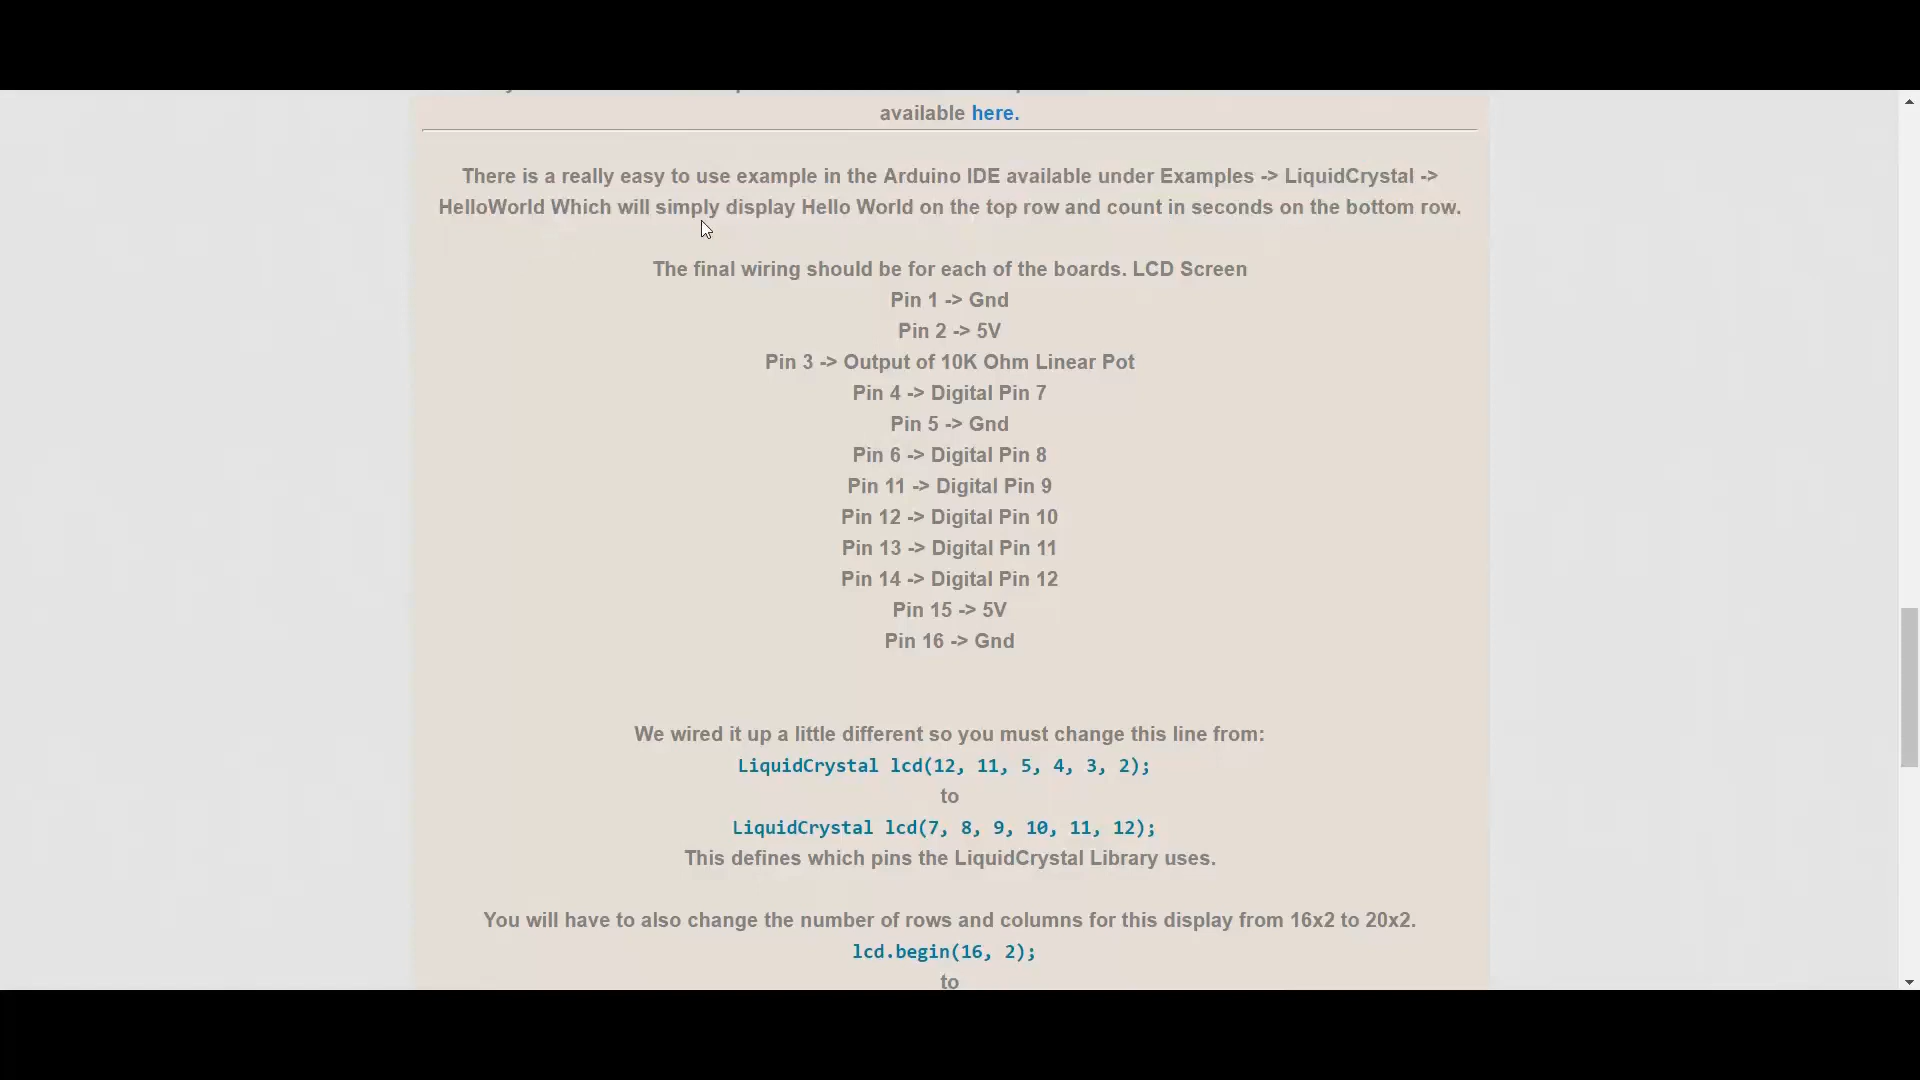 available here.
There is a really easy to use example in the Arduino IDE available under Examples -> LiquidCrystal ->
HelloWorld Which will simply display Hello World on the top row and count in seconds on the bottom row.
The final wiring should be for each of the boards. LCD Screen
Pin 1 -> Gnd
Pin 2 -> 5V
Pin 3 -> Output of 10K Ohm Linear Pot
Pin 4 -> Digital Pin 7
Pin 5 -> Gnd
Pin 6 -> Digital Pin 8
Pin 11 -> Digital Pin 9
Pin 12 -> Digital Pin 10
Pin 13 -> Digital Pin 11
Pin 14 -> Digital Pin 12
Pin 15 -> 5V
Pin 16 -> Gnd
We wired it up a little different so you must change this line from:
LiquidCrystal lcd(12, 11, 5, 4, 3, 2);
to
LiquidCrystal lcd(7, 8, 9, 10, 11, 12);
This defines which pins the LiquidCrystal Library uses.
You will have to also change the number of rows and columns for this display from 16x2 to 20x2.
lcd.begin(16, 2);
to